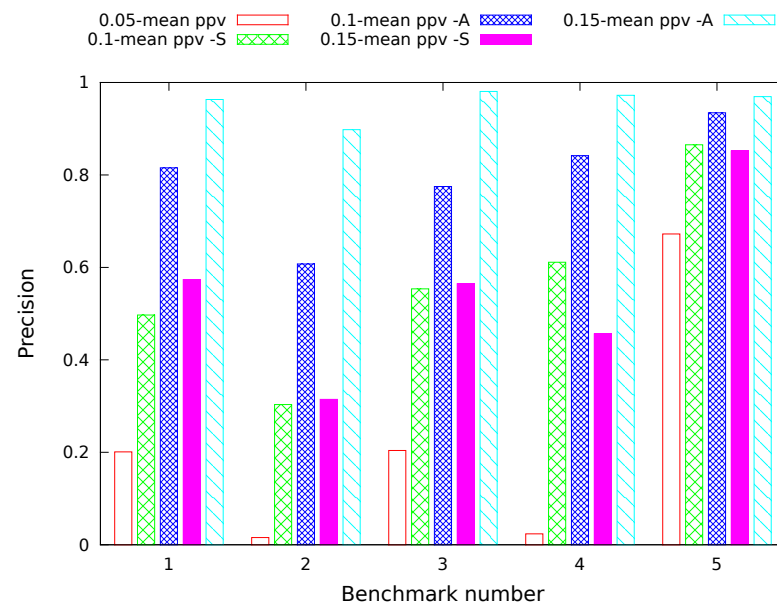 0.05-mean ppv 0.1-mean ppv -A 0.15-mean ppv -A
0.1-mean ppv -S 0.15-mean ppv -S
1
0.8
0.6
0.4
0.2
0
Precision
1 2 3 4 5
Benchmark number